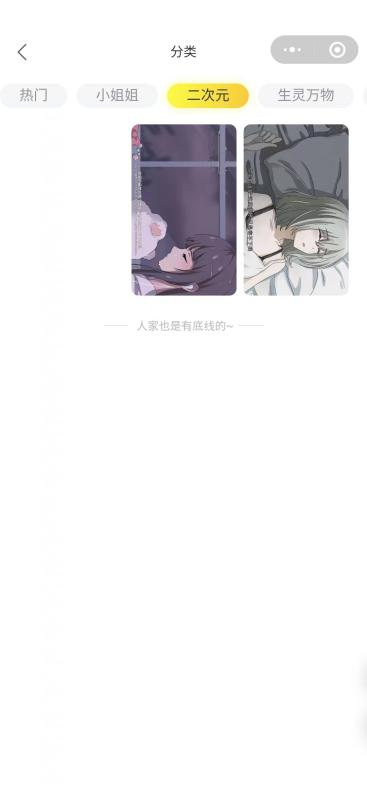 分类
热门
小姐姐
二次元
生灵万物
人家也是有底线的~